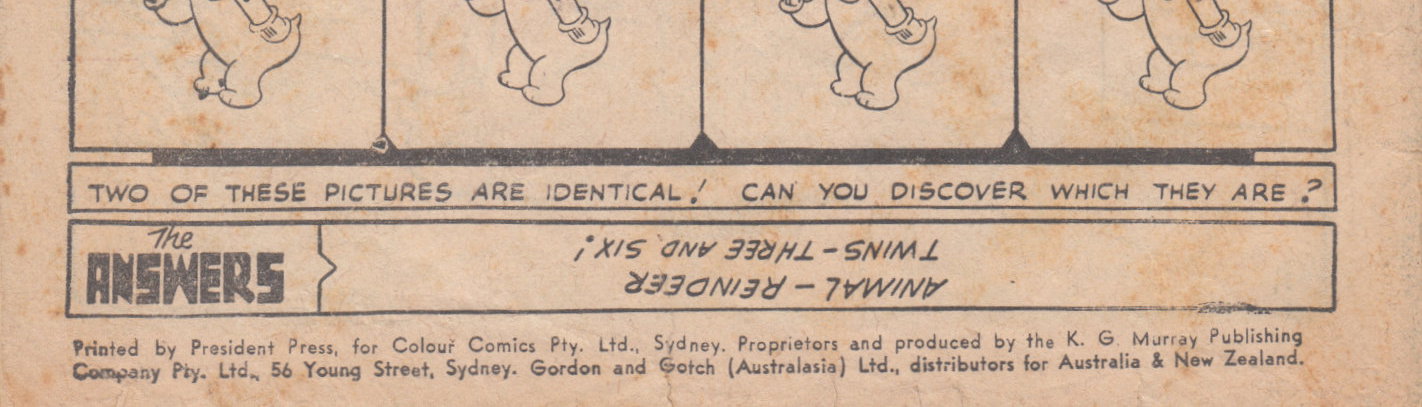 TWO OF THESE PICTURES ARE IDENTICAL! CAN YOU DISCOVER WHICH THEY ARE?
The
ANSWERS
ANIMAL – REINDEER
TWINS – THREE AND SIX!
Printed by President Press, for Colour Comics Pty. Ltd., Sydney. Proprietors and produced by the K. G. Murray Publishing
Company Pty. Ltd., 56 Young Street, Sydney. Gordon and Gotch (Australasia) Ltd., distributors for Australia & New Zealand.